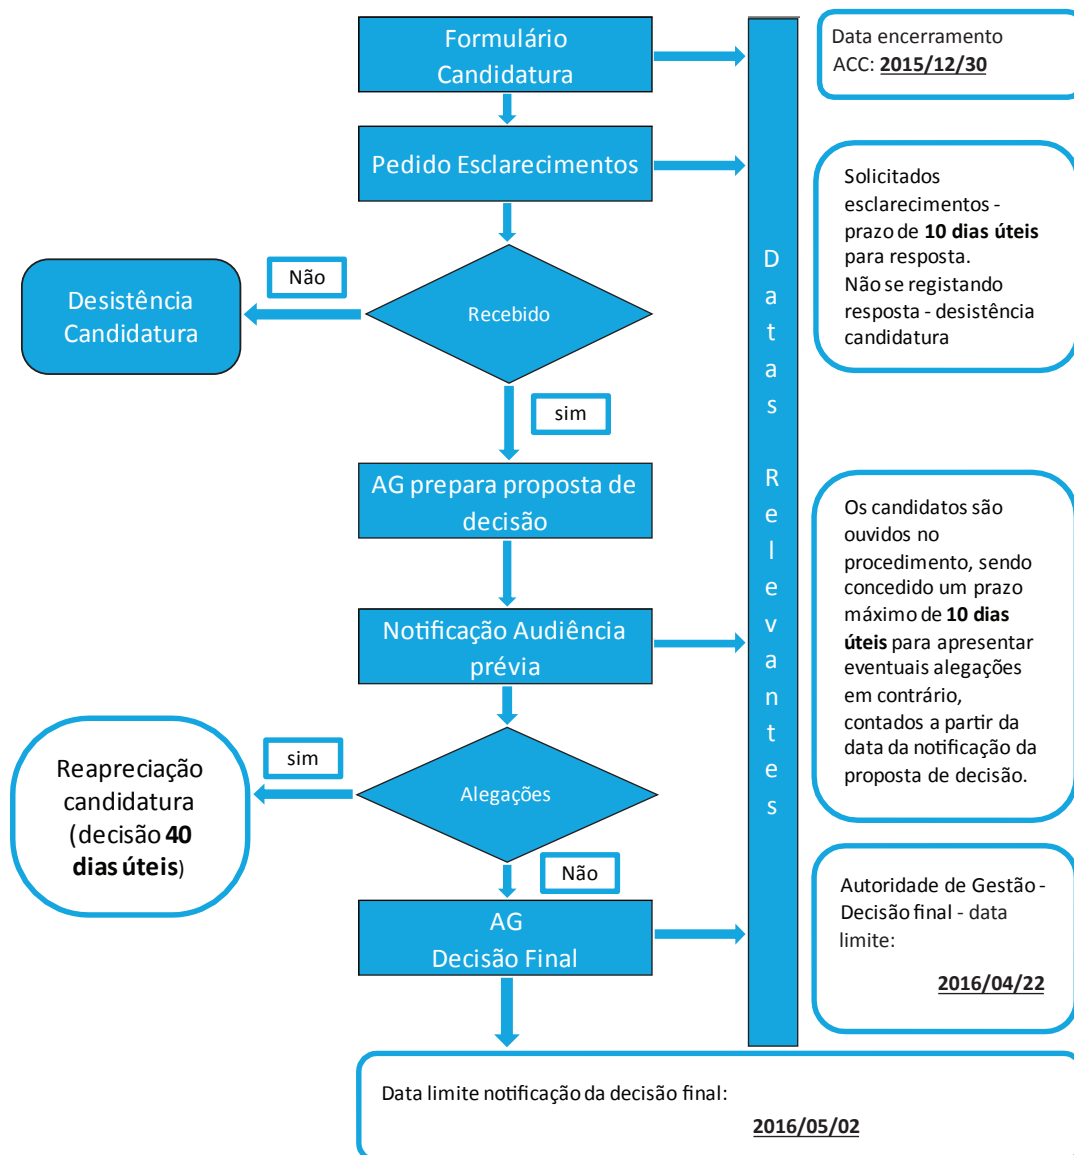 Formulário
Candidatura
Data encerramento
ACC: 2015/12/30
Pedido Esclarecimentos
Solicitados
esclarecimentos -
prazo de 10 dias úteis
para resposta.
Não se registando
resposta - desistência
candidatura
Não
Desistência
Candidatura
Recebido
sim
Datas Relevantes
AG prepara proposta de
decisão
Os candidatos são
ouvidos no
procedimento, sendo
concedido um prazo
máximo de 10 dias
úteis para apresentar
eventuais alegações
em contrário,
contados a partir da
data da notificação da
proposta de decisão.
Notificação Audiência
prévia
sim
Reapreciação
candidatura
(decisão 40
dias úteis)
Alegações
Não
AG
Decisão Final
Autoridade de Gestão -
Decisão final - data
limite:
2016/04/22
Data limite notificação da decisão final:
2016/05/02